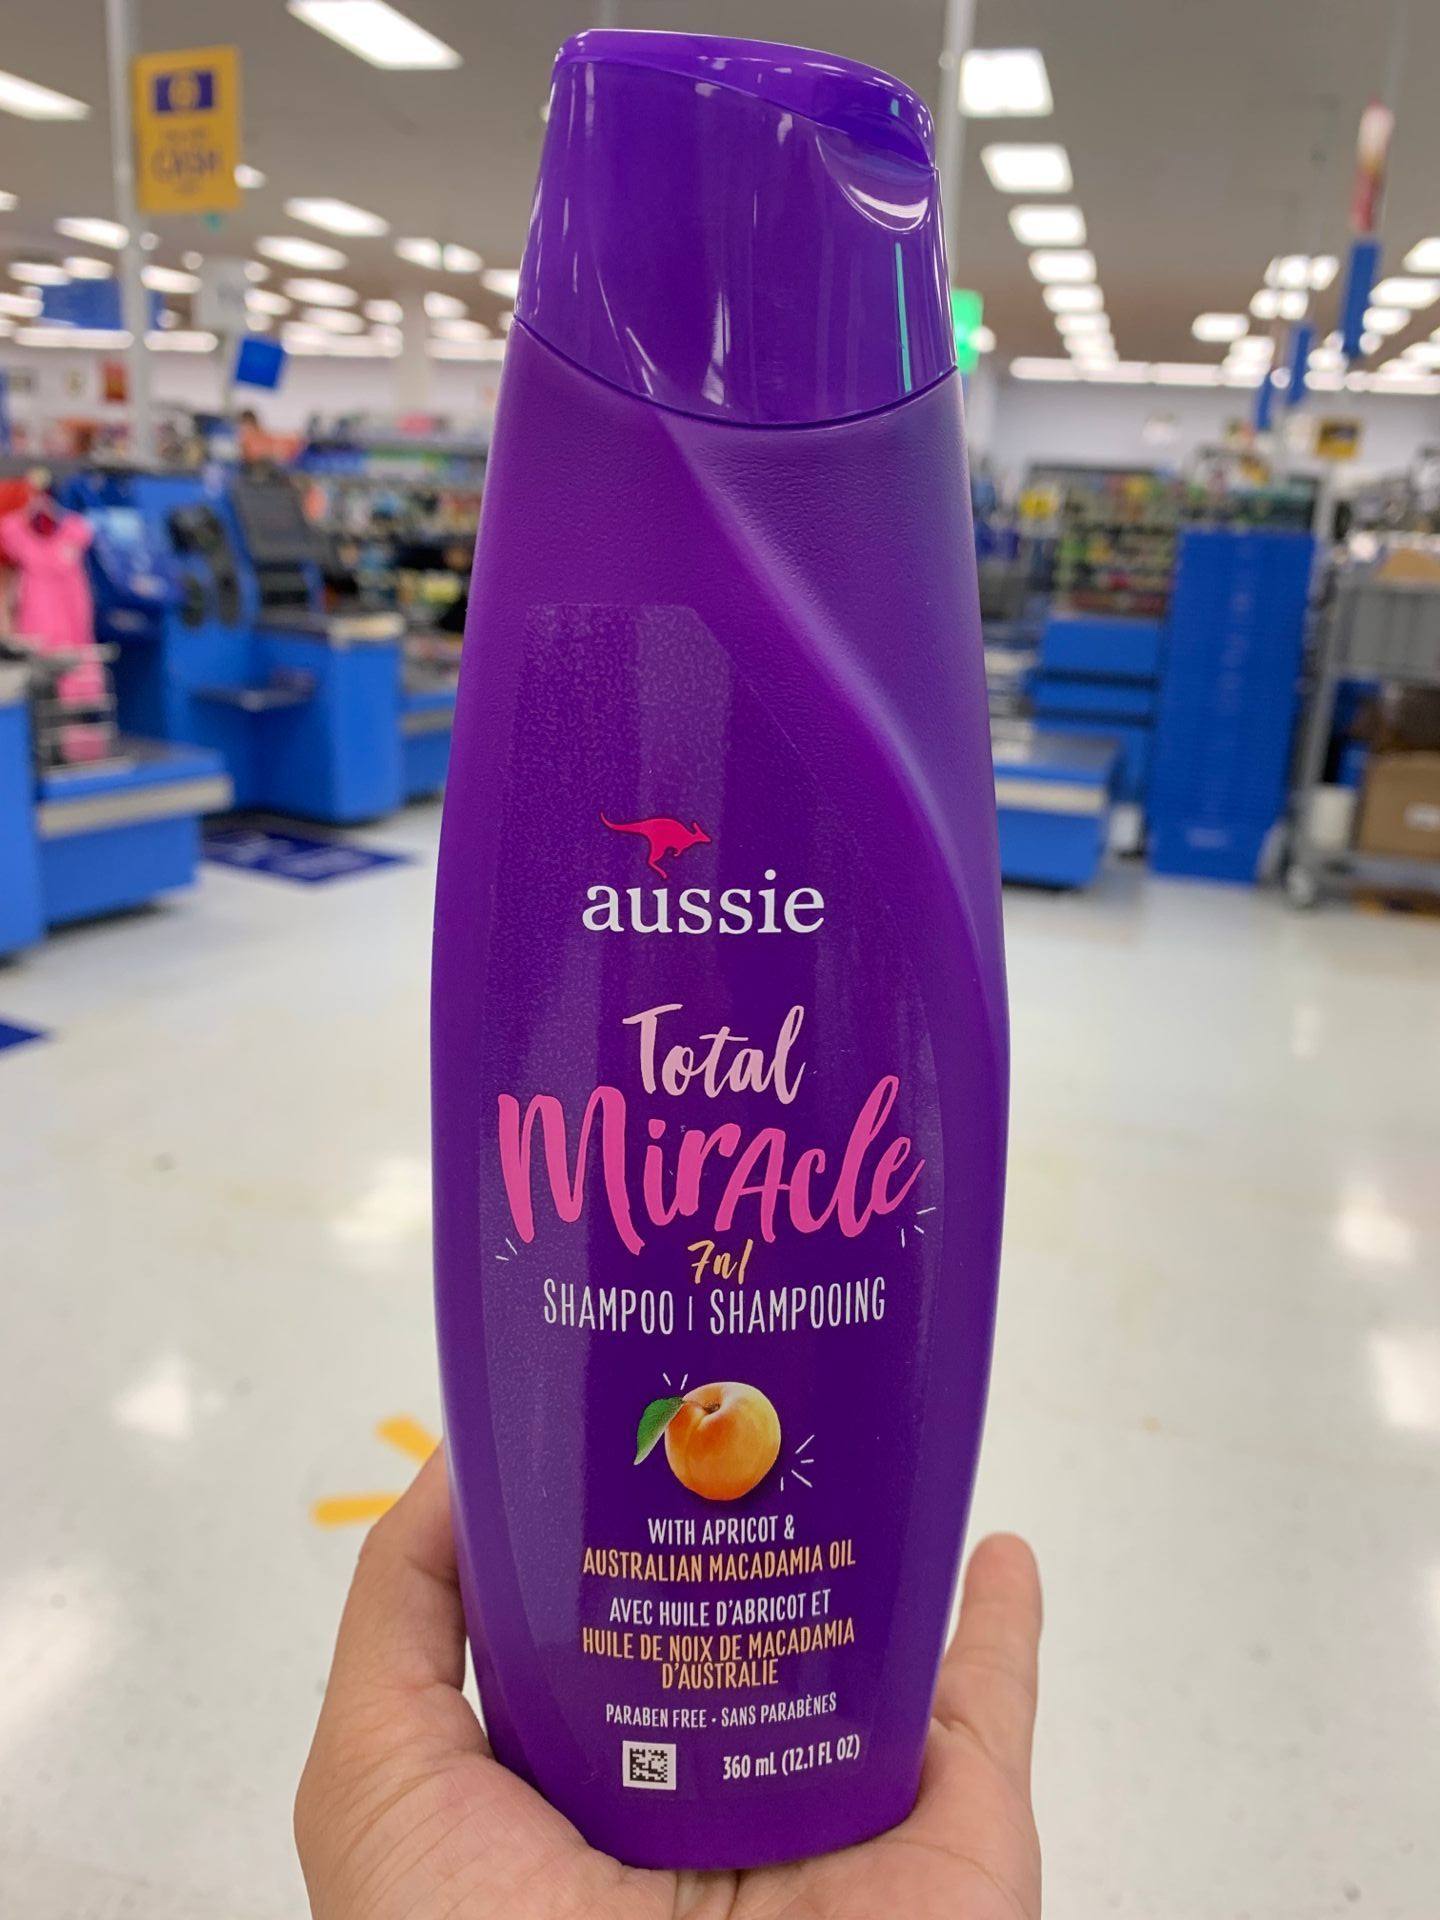 CASH
aussie
Total
Miracle
7n1
SHAMPOO | SHAMPOOING
WITH APRICOT &
AUSTRALIAN MACADAMIA OIL
AVEC HUILE D'ABRICOT ET
HUILE DE NOIX DE MACADAMIA
D'AUSTRALIE
PARABEN FREE • SANS PARABÈNES
360 mL (12.1 FL OZ)